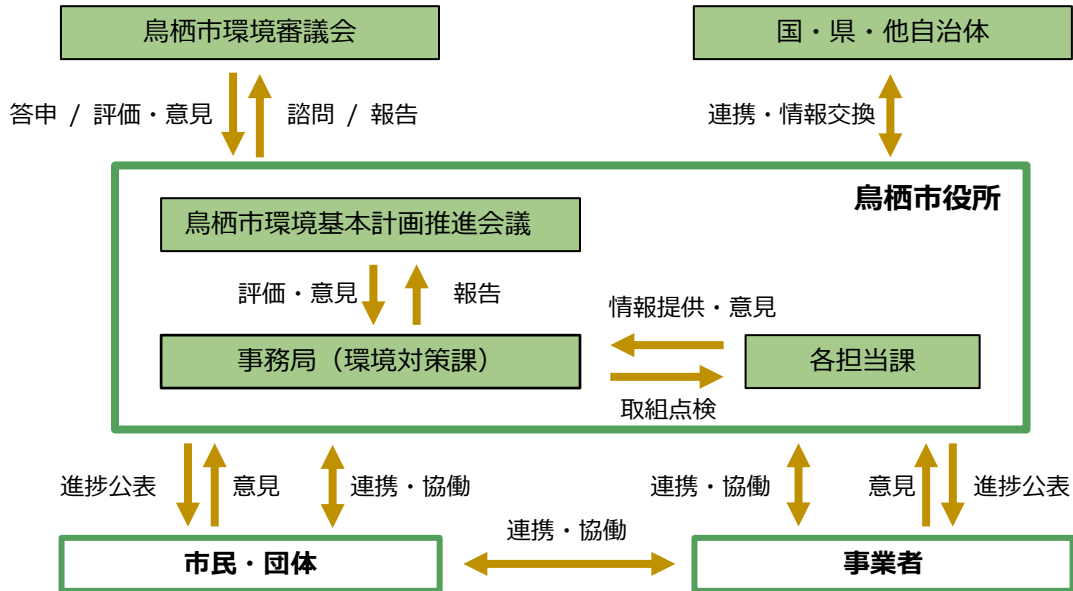 鳥栖市環境審議会
国・県・他自治体
答申 / 評価・意見
諮問 / 報告
連携・情報交換
鳥栖市役所
鳥栖市環境基本計画推進会議
評価・意見
報告
情報提供・意見
事務局（環境対策課）
各担当課
取組点検
進捗公表
意見
連携・協働
連携・協働
意見
進捗公表
連携・協働
市民・団体
事業者